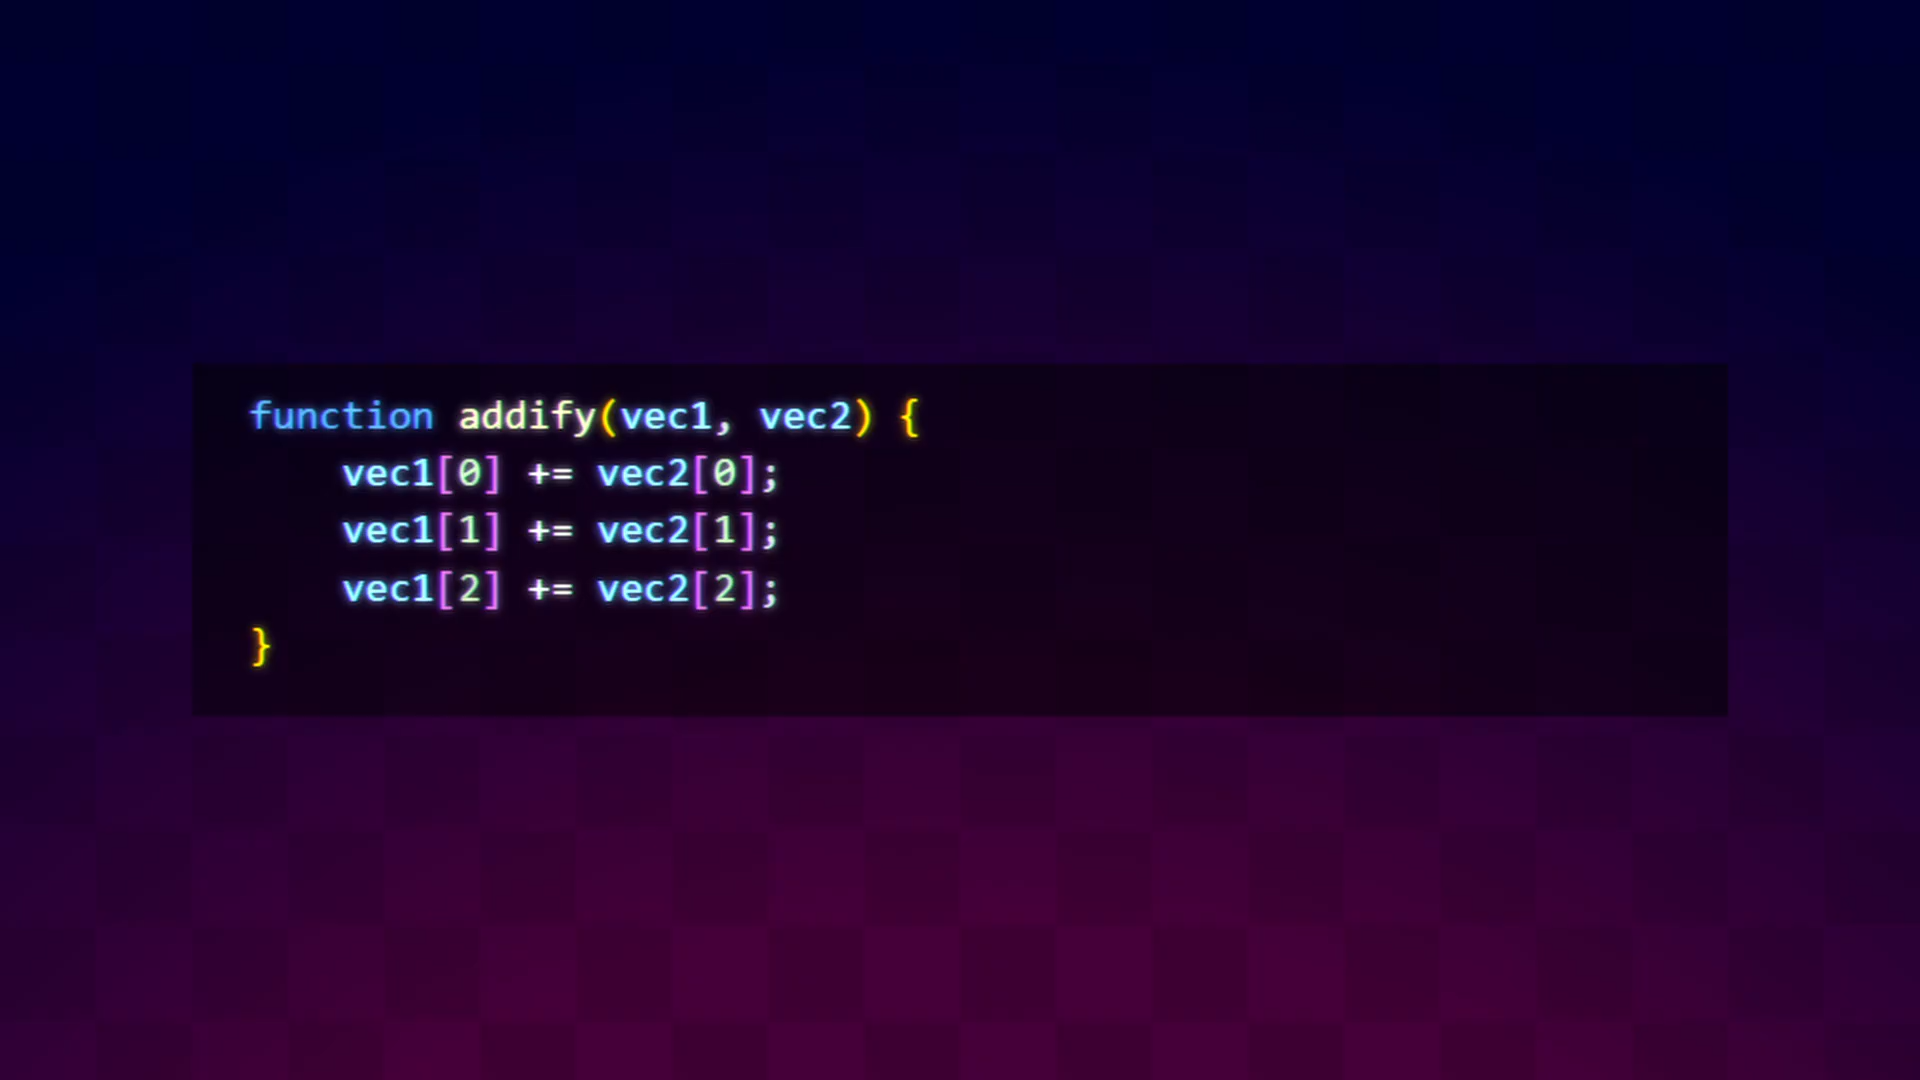 function addify(vec1, vec2) {
    vec1[0] += vec2[0];
    vec1[1] += vec2[1];
    vec1[2] += vec2[2];
}